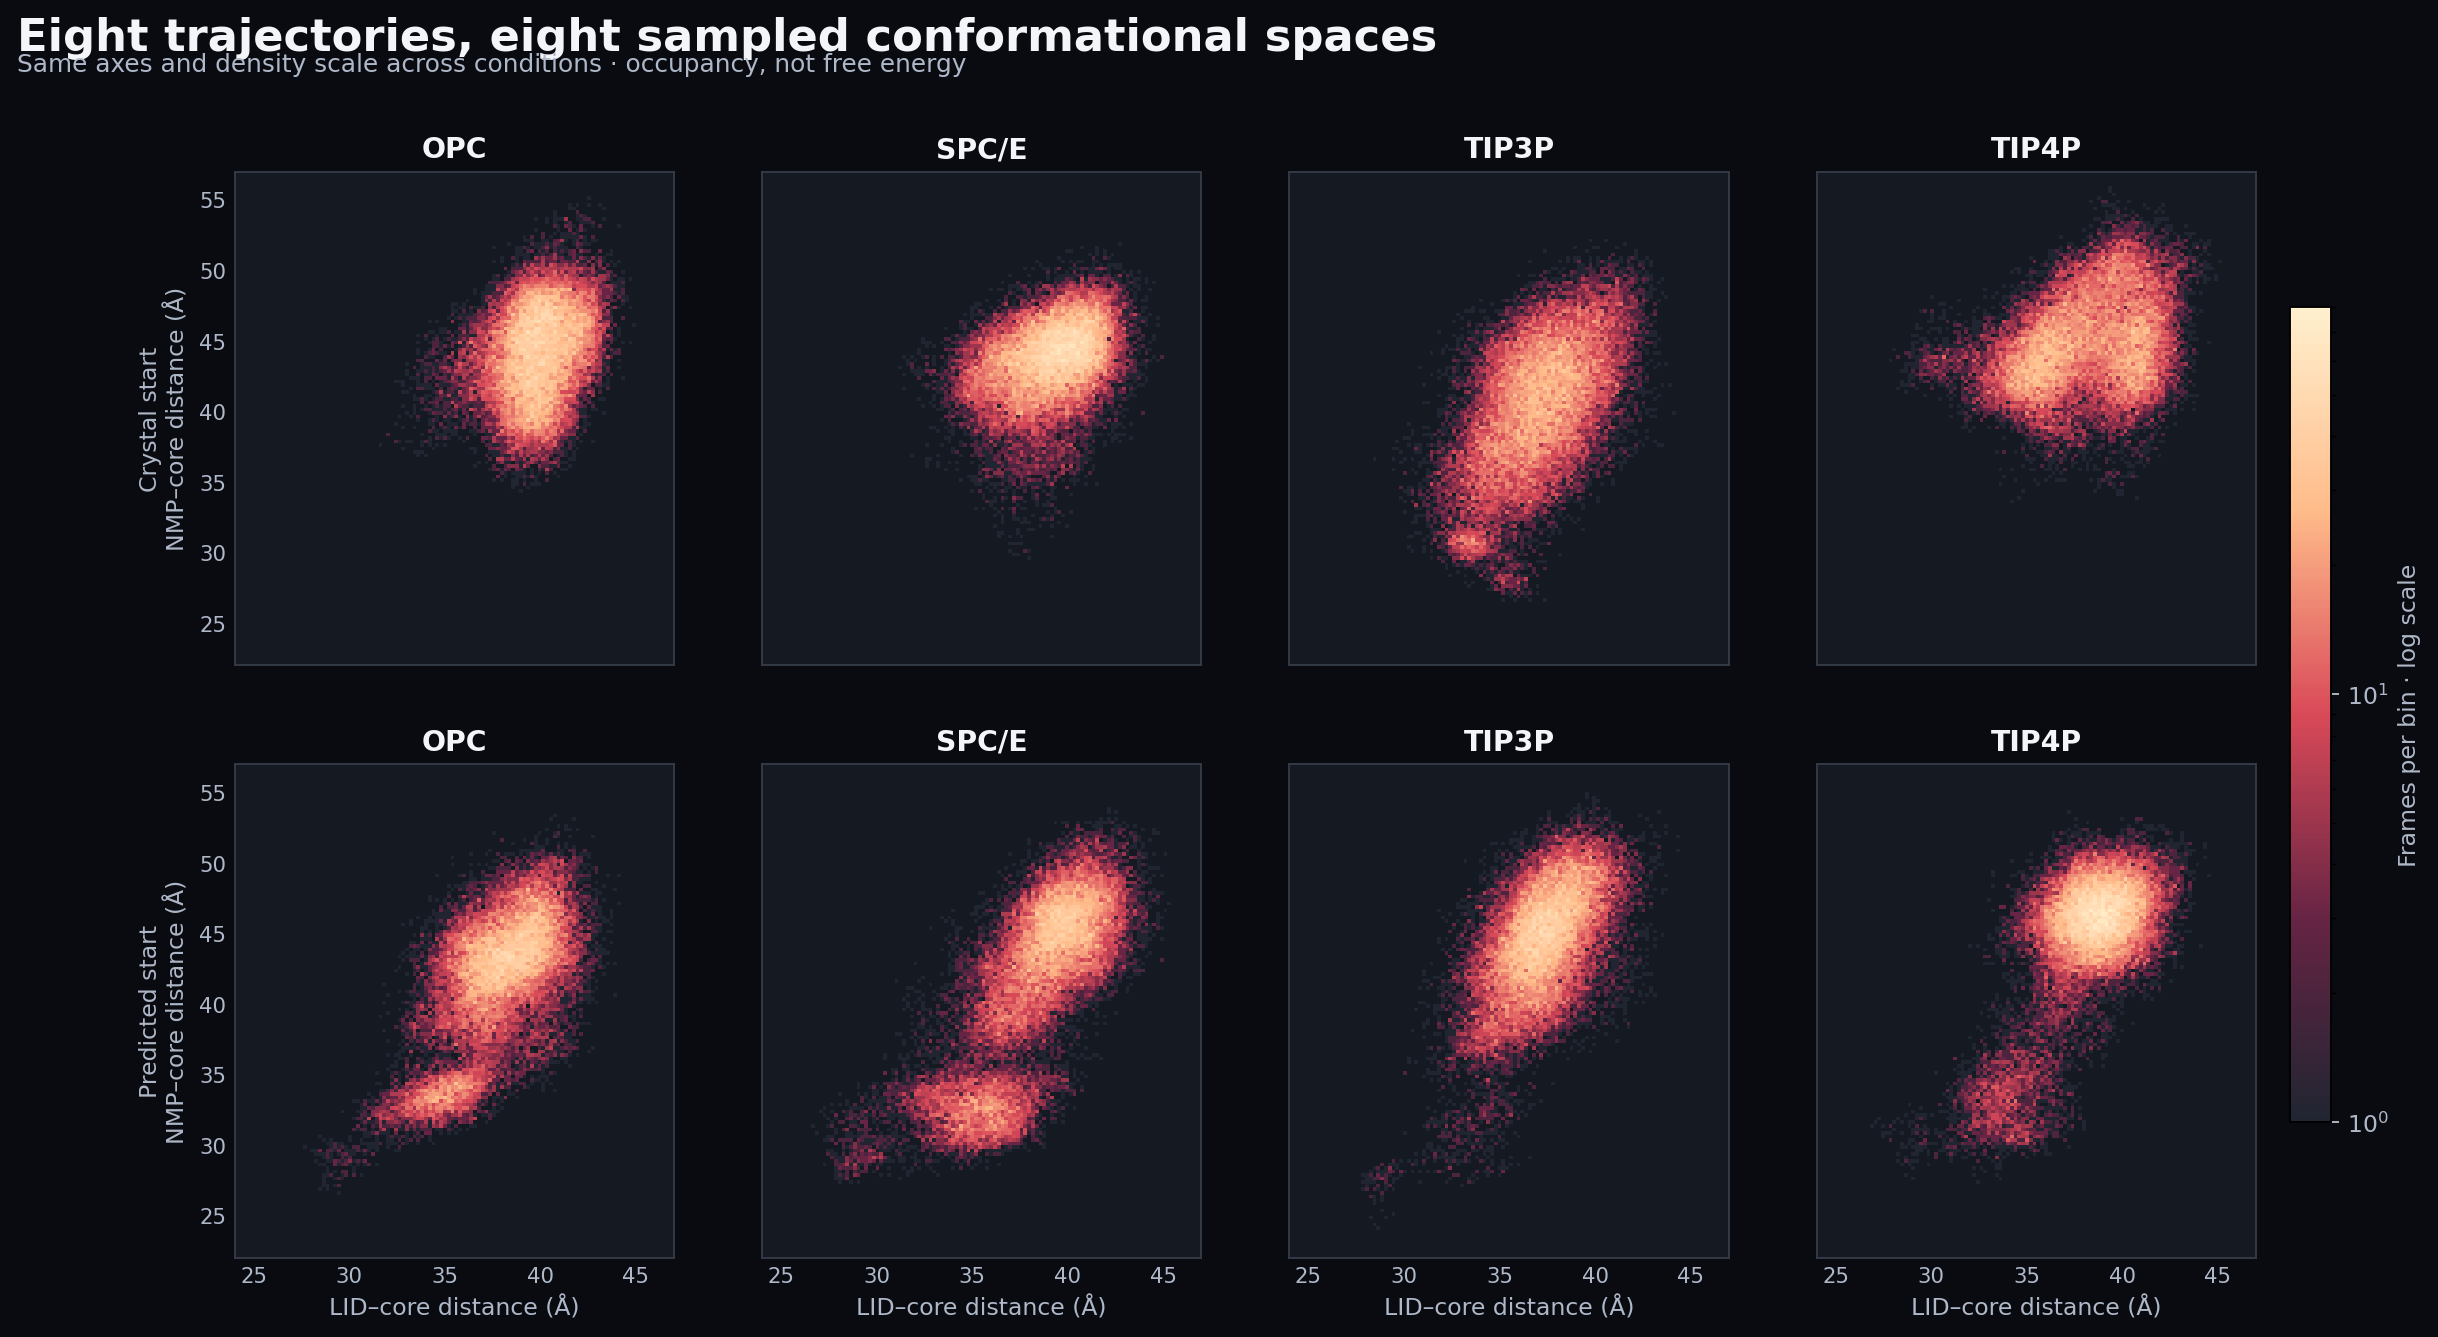 Eight trajectories, eight sampled conformational spaces
Same axes and density scale across conditions · occupancy, not free energy
OPC
SPC/E
TIP3P
TIP4P
Crystal start
NMP–core distance (Å)
55
50
45
40
35
30
25
OPC
SPC/E
TIP3P
TIP4P
Predicted start
NMP–core distance (Å)
55
50
45
40
35
30
25
25 30 35 40 45
25 30 35 40 45
25 30 35 40 45
25 30 35 40 45
LID–core distance (Å)
LID–core distance (Å)
LID–core distance (Å)
LID–core distance (Å)
10¹
10⁰
Frames per bin · log scale